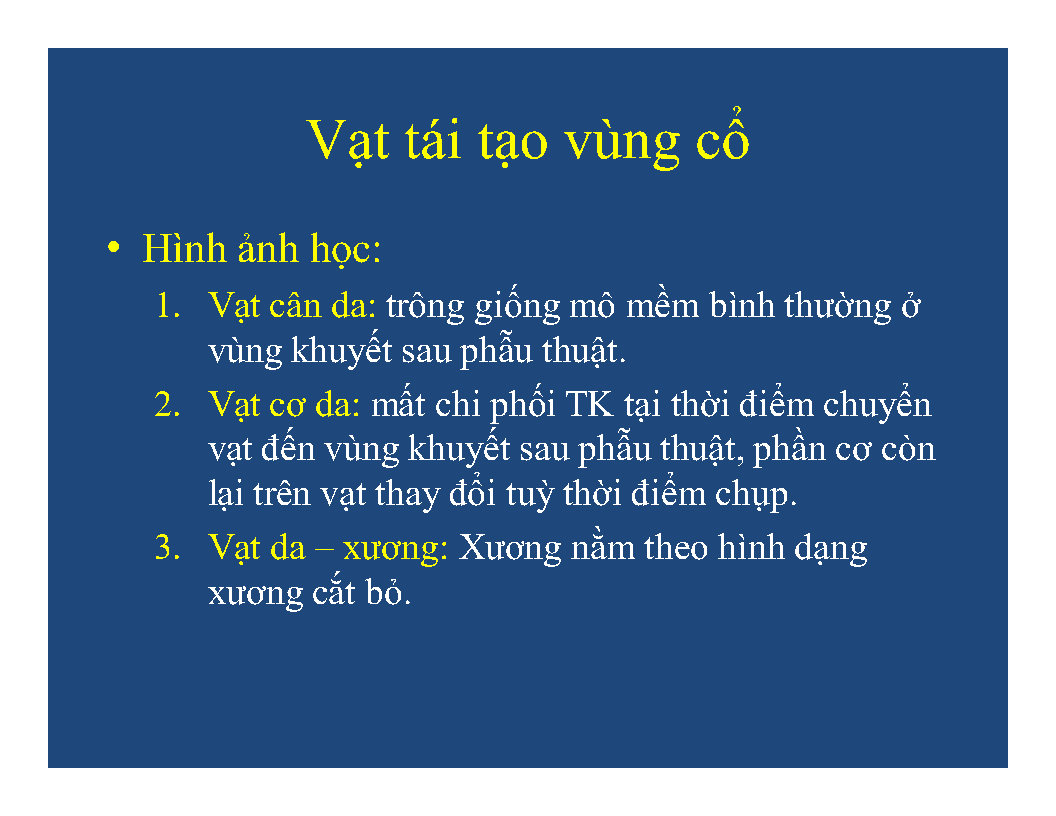 Vạt tái tạo vùng cổ
• Hình ảnh học:
1. Vạt cân da: trông giống mô mềm bình thường ở
vùng khuyết sau phẫu thuật.
2. Vạt cơ da: mất chi phối TK tại thời điểm chuyển
vạt đến vùng khuyết sau phẫu thuật, phần cơ còn
lại trên vạt thay đổi tuỳ thời điểm chụp.
3. Vạt da – xương: Xương nằm theo hình dạng
xương cắt bỏ.